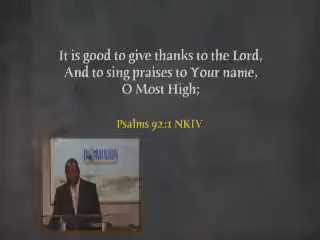 It is good to give thanks to the Lord,
And to sing praises to Your name,
O Most High;
Psalms 92:1 NKJV
DOMINION